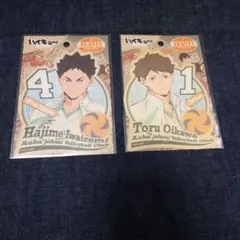 ハイキュー!!
4
Hajime Iwaizumi
Aoba Johsai Volleyball Club
ハイキュー!!
1
Toru Oikawa
Aoba Johsai Volleyball Club